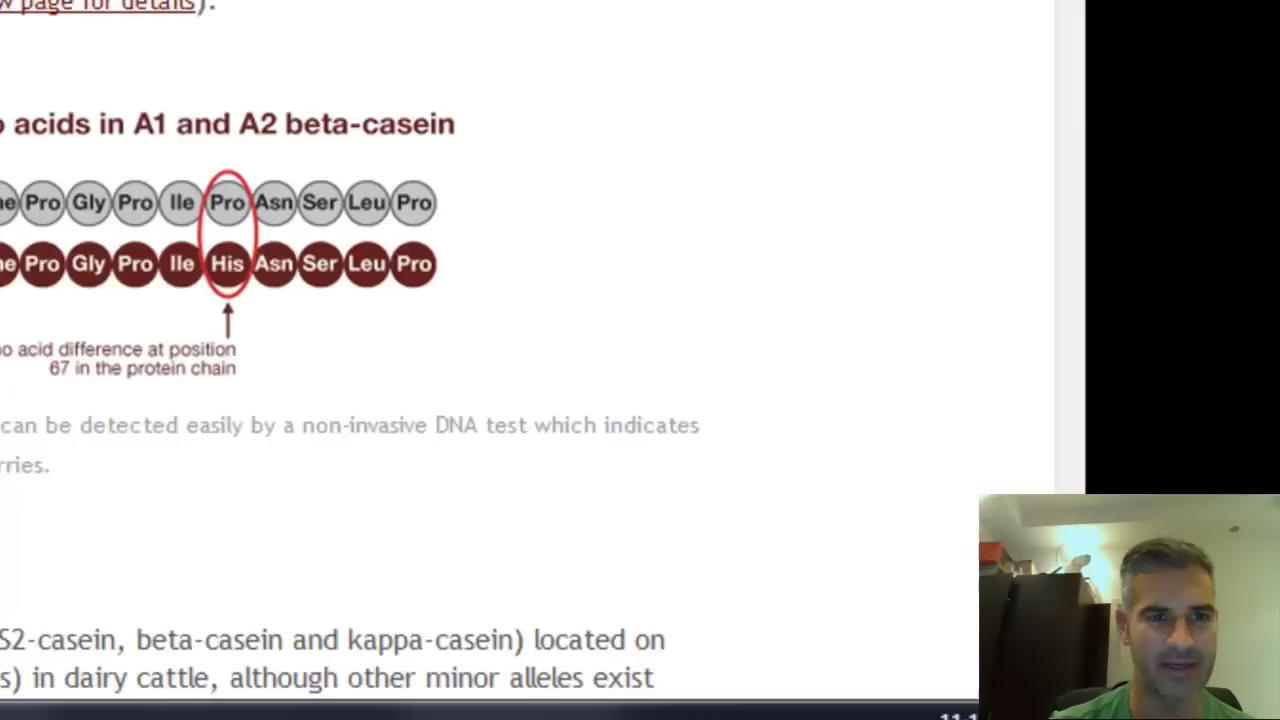 w page for details).
o acids in A1 and A2 beta-casein
ne Pro Gly Pro Ile Pro Asn Ser Leu Pro
ne Pro Gly Pro Ile His Asn Ser Leu Pro
no acid difference at position
67 in the protein chain
can be detected easily by a non-invasive DNA test which indicates
rries.
S2-casein, beta-casein and kappa-casein) located on
s) in dairy cattle, although other minor alleles exist